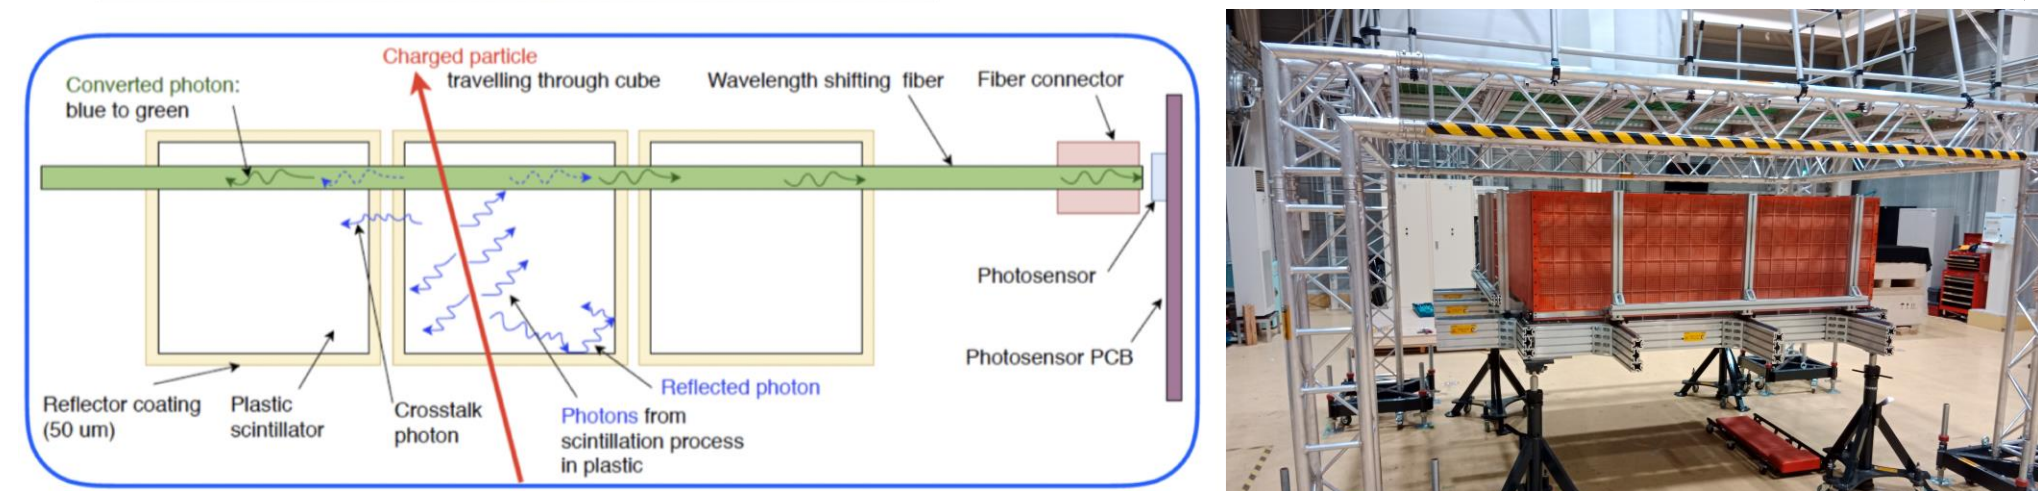 Charged particle
travelling through cube
Converted photon:
blue to green
Wavelength shifting fiber
Fiber connector
Photosensor
Photosensor PCB
Reflector coating
(50 um)
Plastic
scintillator
Crosstalk
photon
Reflected photon
Photons from
scintillation process
in plastic